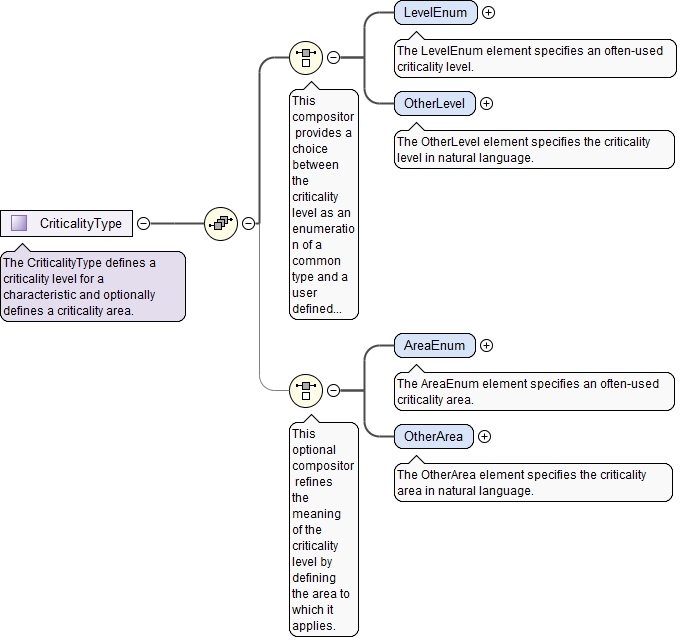 LevelEnum
The LevelEnum element specifies an often-used
criticality level.
OtherLevel
The OtherLevel element specifies the criticality
level in natural language.
This
compositor
provides a
choice
between
the
criticality
level as an
enumeratio
n of a
common
type and a
user
defined...
CriticalityType
The CriticalityType defines a
criticality level for a
characteristic and optionally
defines a criticality area.
AreaEnum
The AreaEnum element specifies an often-used
criticality area.
OtherArea
The OtherArea element specifies the criticality
area in natural language.
This
optional
compositor
refines
the
meaning
of the
criticality
level by
defining
the area to
which it
applies.